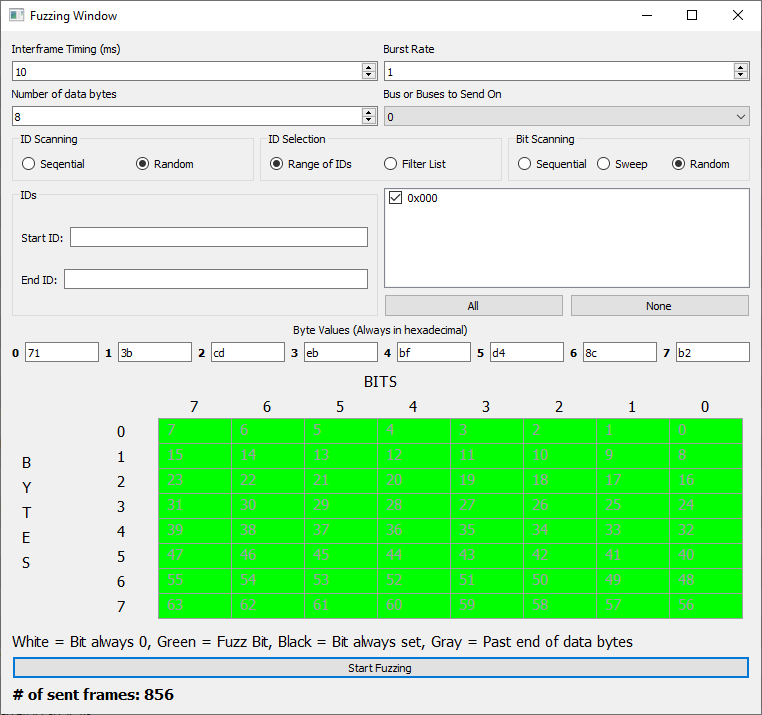 Fuzzing Window
Interframe Timing (ms) Burst Rate
10 1
Number of data bytes Bus or Buses to Send On
8 0
ID Scanning ID Selection Bit Scanning
Seqential Random Range of IDs Filter List Sequential Sweep Random
IDs
0x000
Start ID:
End ID:
All None
Byte Values (Always in hexadecimal)
0 71 1 3b 2 cd 3 eb 4 bf 5 d4 6 8c 7 b2
BITS
7 6 5 4 3 2 1 0
0 7 6 5 4 3 2 1 0
1 15 14 13 12 11 10 9 8
2 23 22 21 20 19 18 17 16
3 31 30 29 28 27 26 25 24
4 39 38 37 36 35 34 33 32
5 47 46 45 44 43 42 41 40
6 55 54 53 52 51 50 49 48
7 63 62 61 60 59 58 57 56
B
Y
T
E
S
White = Bit always 0, Green = Fuzz Bit, Black = Bit always set, Gray = Past end of data bytes
Start Fuzzing
# of sent frames: 856